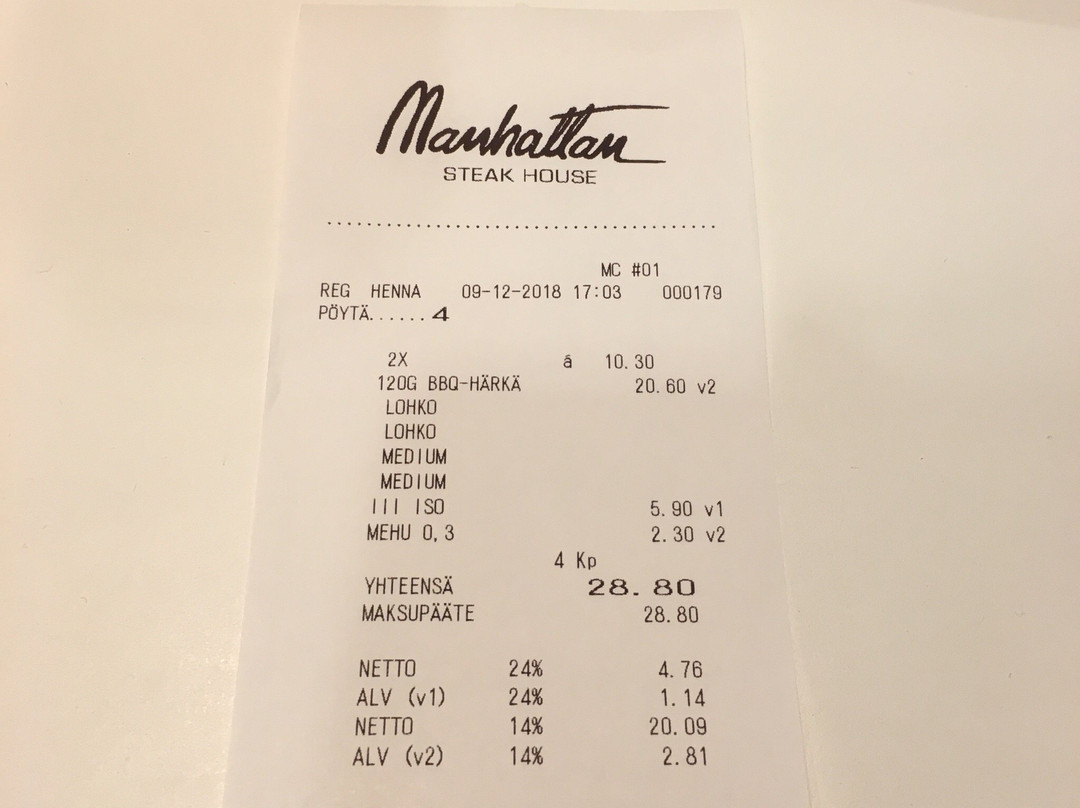 Manhattan
STEAK HOUSE
.......................................
MC #01
REG HENNA 09-12-2018 17:03 000179
PÖYTÄ...... 4
2X á 10.30
120G BBQ-HÄRKÄ 20.60 v2
LOHKO
LOHKO
MEDIUM
MEDIUM
III ISO 5.90 v1
MEHU 0,3 2.30 v2
4 Kp
YHTEENSÄ 28.80
MAKSUPÄÄTE 28.80
NETTO 24% 4.76
ALV (v1) 24% 1.14
NETTO 14% 20.09
ALV (v2) 14% 2.81